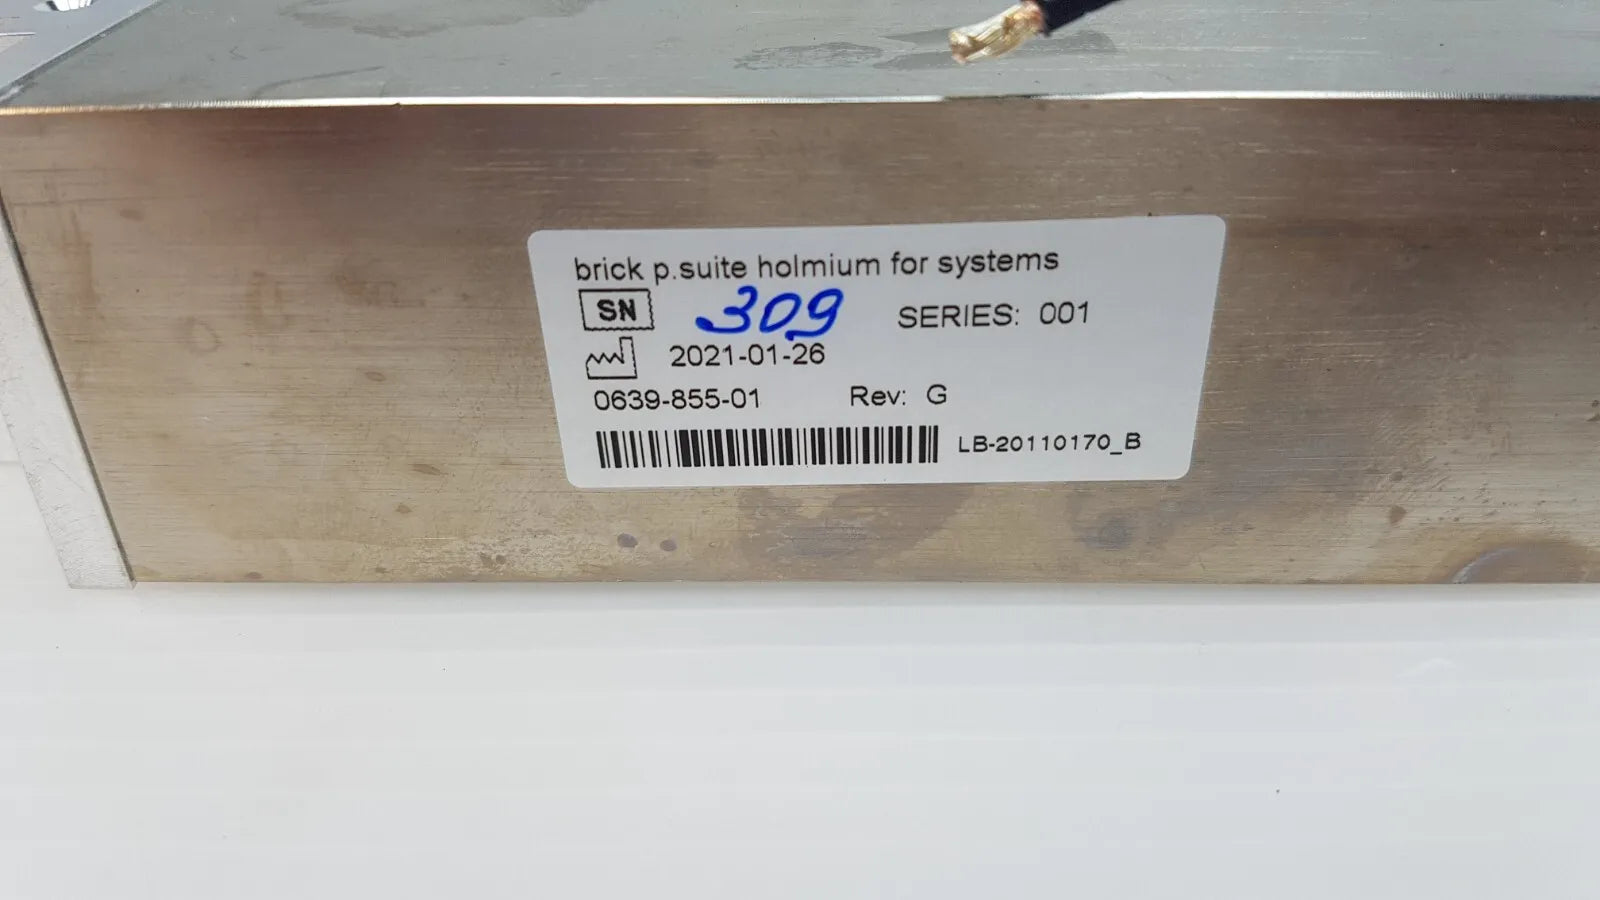 brick p.suite holmium for systems
SN 309 SERIES: 001
2021-01-26
0639-855-01 Rev: G
LB-20110170_B